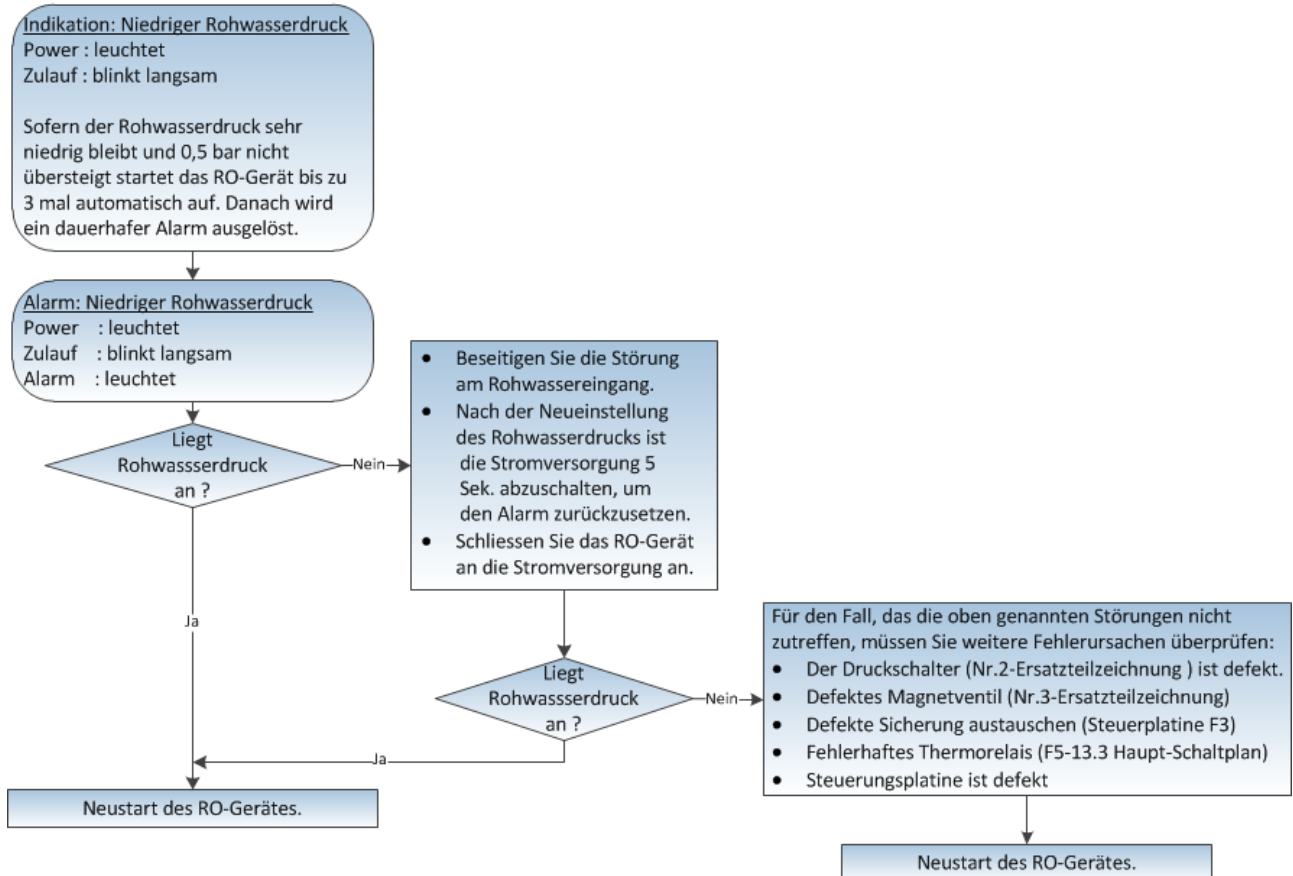 Indikation: Niedriger Rohwasserdruck
Power : leuchtet
Zulauf : blinkt langsam
Sofern der Rohwasserdruck sehr
niedrig bleibt und 0,5 bar nicht
übersteigt startet das RO-Gerät bis zu
3 mal automatisch auf. Danach wird
ein dauerhafer Alarm ausgelöst.
Alarm: Niedriger Rohwasserdruck
Power : leuchtet
Zulauf : blinkt langsam
Alarm : leuchtet
Liegt
Rohwassserdruck
an ?
Nein
• Beseitigen Sie die Störung
am Rohwassereingang.
• Nach der Neueinstellung
des Rohwasserdrucks ist
die Stromversorgung 5
Sek. abzuschalten, um
den Alarm zurückzusetzen.
• Schliessen Sie das RO-Gerät
an die Stromversorgung an.
Ja
Liegt
Rohwassserdruck
an ?
Nein
Ja
Für den Fall, das die oben genannten Störungen nicht
zutreffen, müssen Sie weitere Fehlerursachen überprüfen:
• Der Druckschalter (Nr.2-Ersatzteilzeichnung ) ist defekt.
• Defektes Magnetventil (Nr.3-Ersatzteilzeichnung)
• Defekte Sicherung austauschen (Steuerplatine F3)
• Fehlerhaftes Thermorelais (F5-13.3 Haupt-Schaltplan)
• Steuerungsplatine ist defekt
Neustart des RO-Gerätes.
Neustart des RO-Gerätes.